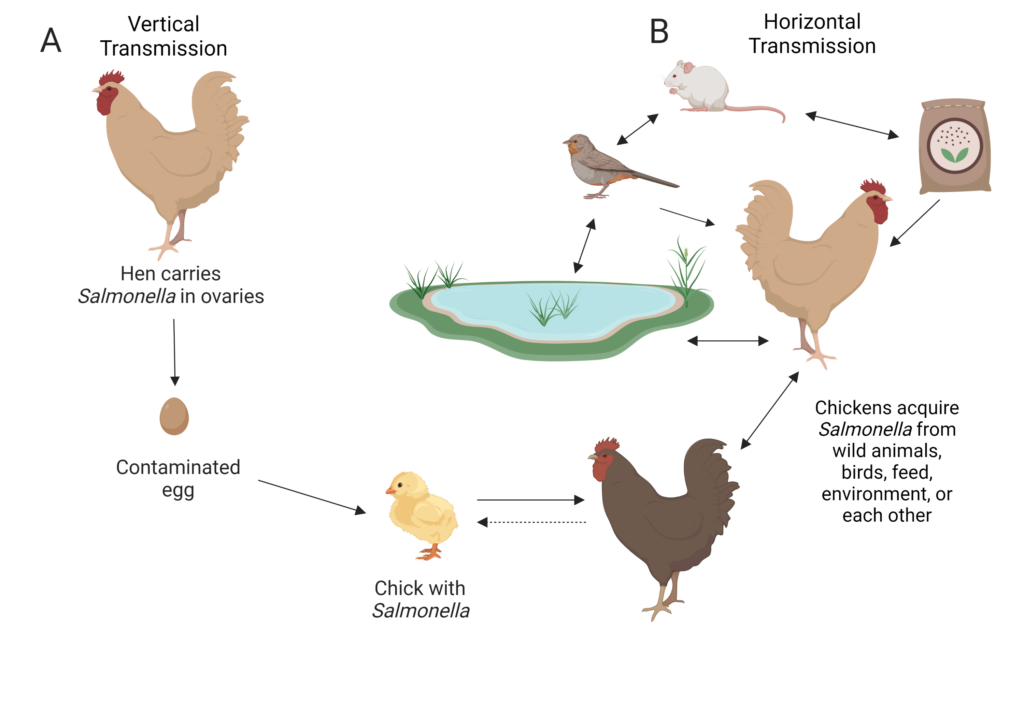 A
Vertical
Transmission
Hen carries
Salmonella in ovaries
Contaminated
egg
Chick with
Salmonella
B
Horizontal
Transmission
Chickens acquire
Salmonella from
wild animals,
birds, feed,
environment, or
each other